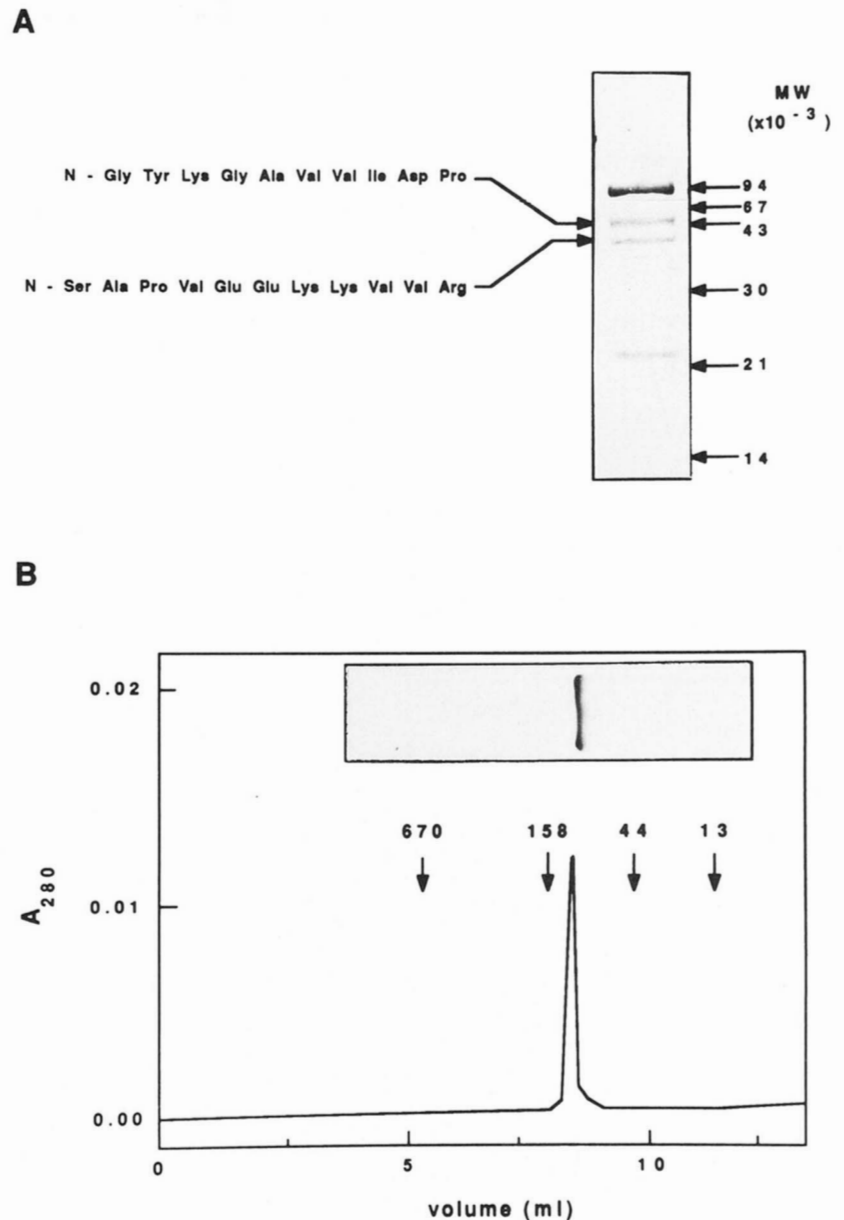 A
MW
(x10 -3 )
N - Gly Tyr Lys Gly Ala Val Val Ile Asp Pro
94
67
43
N - Ser Ala Pro Val Glu Glu Lys Lys Val Val Arg
30
21
14
B
0.02
670 158 44 13
0.01
A280
0.00
0 5 10
volume (ml)